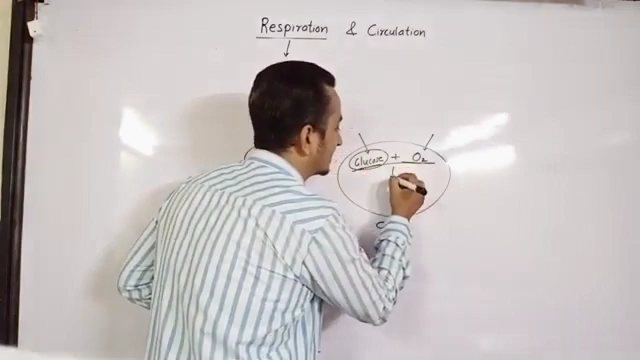 Respiration & Circulation
Glucose + O₂